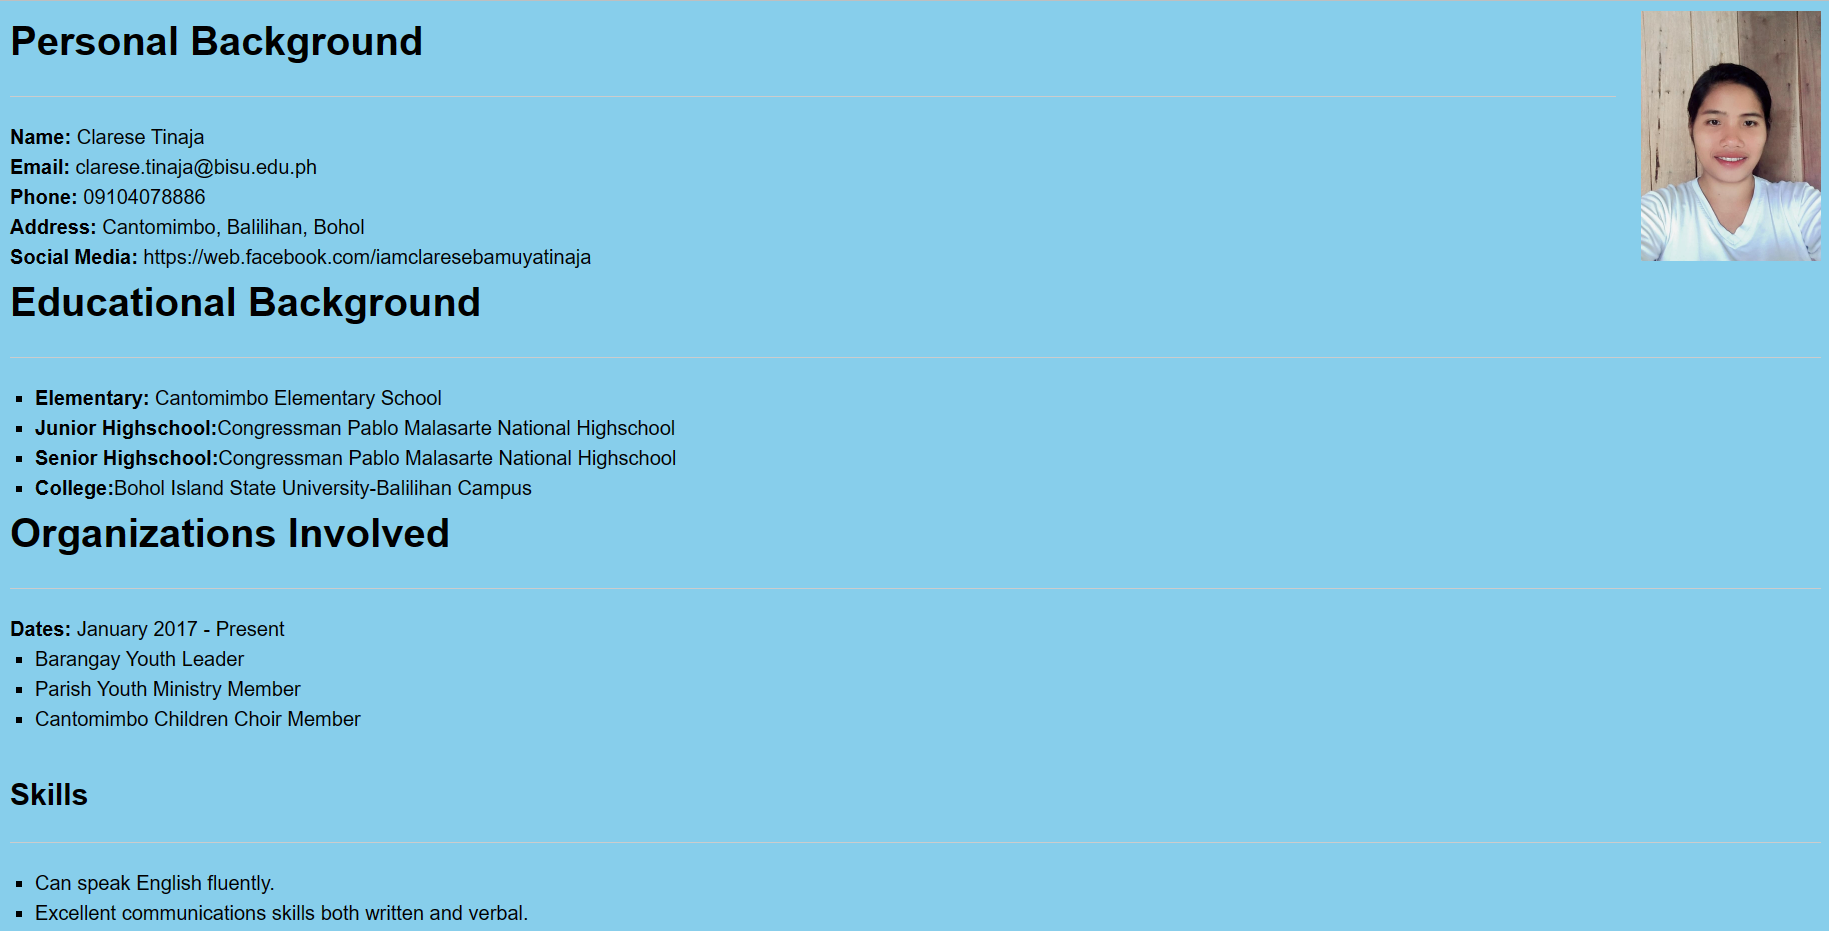 Personal Background
Name: Clarese Tinaja
Email: clarese.tinaja@bisu.edu.ph
Phone: 09104078886
Address: Cantomimbo, Balilihan, Bohol
Social Media: https://web.facebook.com/iamclaresebamuyatinaja
Educational Background
Elementary: Cantomimbo Elementary School
Junior Highschool:Congressman Pablo Malasarte National Highschool
Senior Highschool:Congressman Pablo Malasarte National Highschool
College:Bohol Island State University-Balilihan Campus
Organizations Involved
Dates: January 2017 - Present
Barangay Youth Leader
Parish Youth Ministry Member
Cantomimbo Children Choir Member
Skills
Can speak English fluently.
Excellent communications skills both written and verbal.